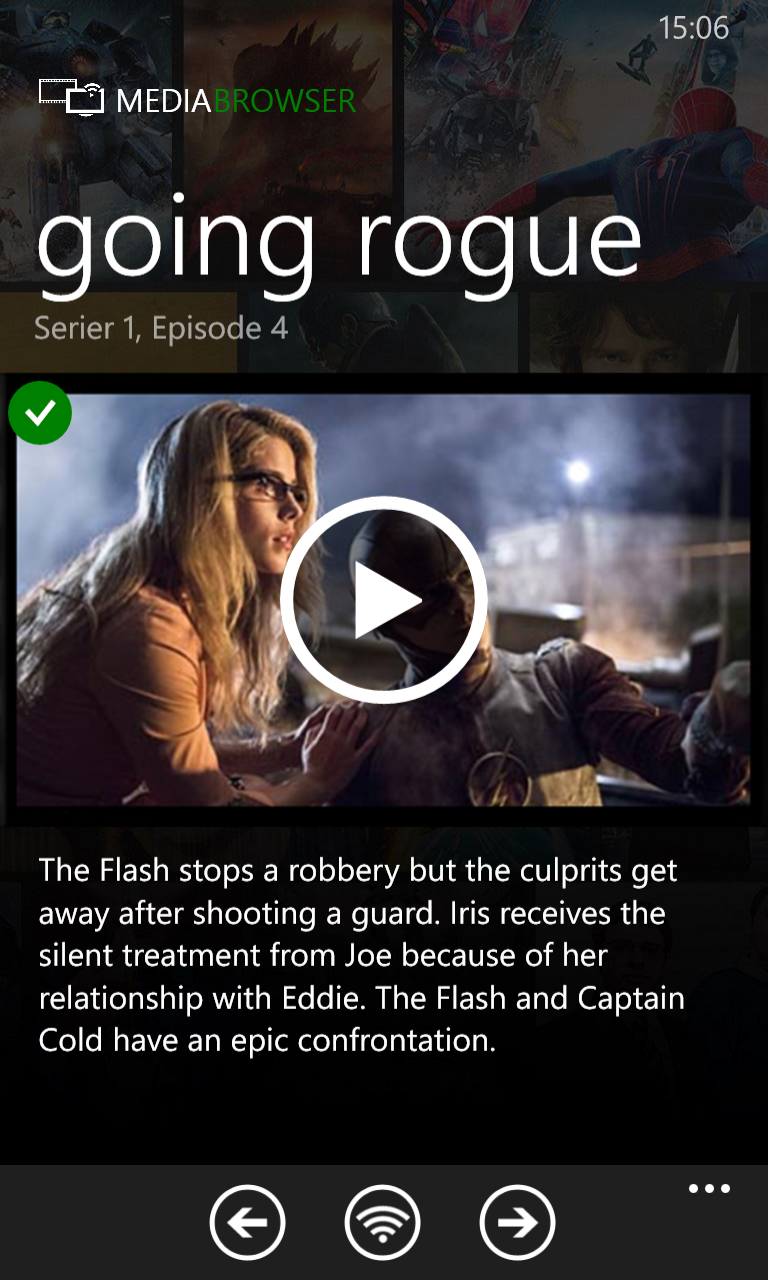 15:06
MEDIABROWSER
going rogue
Serier 1, Episode 4
The Flash stops a robbery but the culprits get
away after shooting a guard. Iris receives the
silent treatment from Joe because of her
relationship with Eddie. The Flash and Captain
Cold have an epic confrontation.